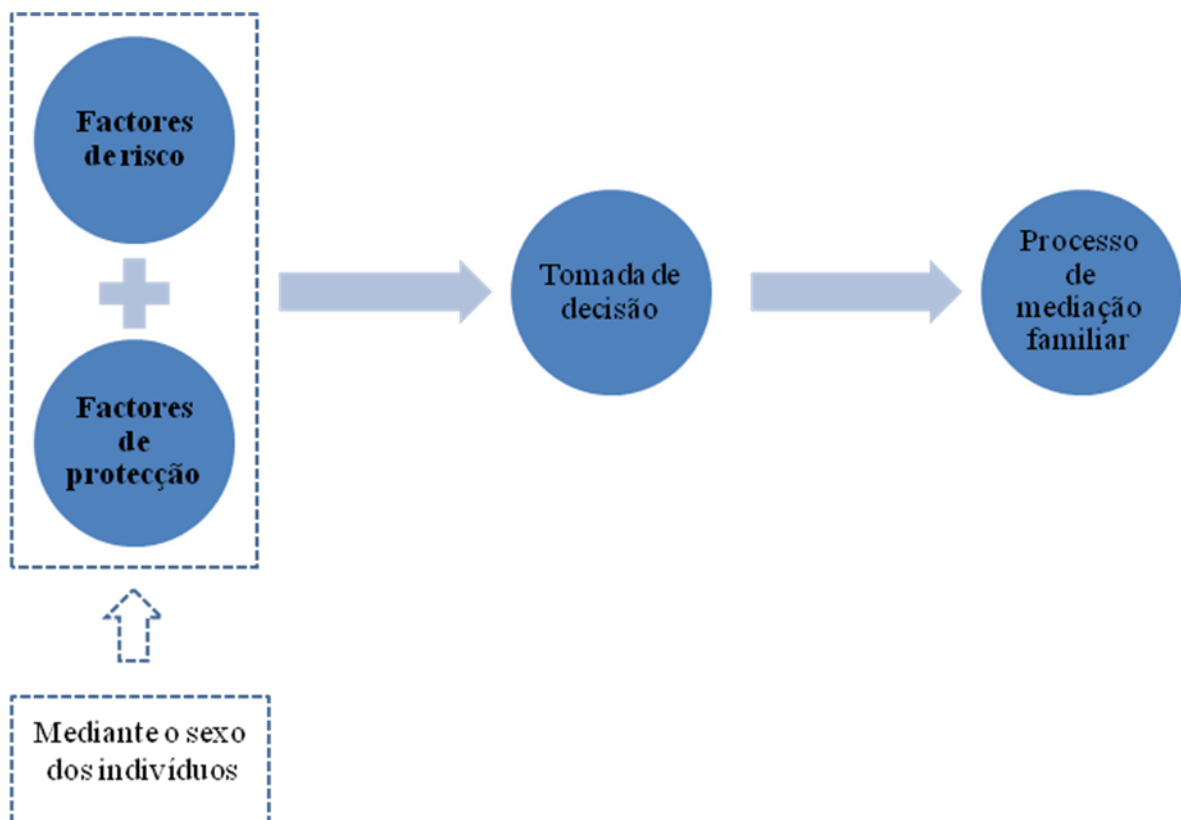 Factores
de risco
Factores
de
protecção
Tomada de
decisão
Processo
de
mediação
familiar
Mediante o sexo
dos indivíduos